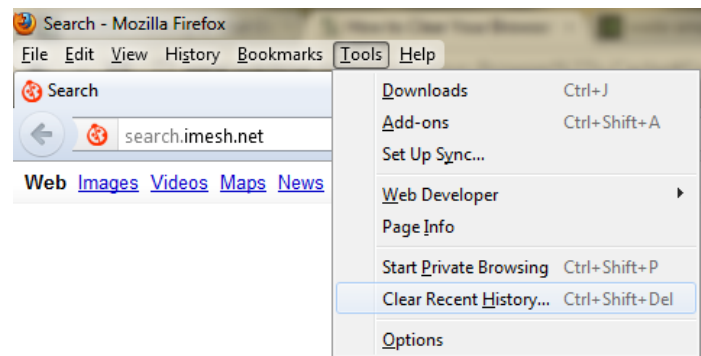 Search - Mozilla Firefox
File Edit View History Bookmarks Tools Help
Search
search.imesh.net
Web Images Videos Maps News
Downloads Ctrl+J
Add-ons Ctrl+Shift+A
Set Up Sync...
Web Developer
Page Info
Start Private Browsing Ctrl+Shift+P
Clear Recent History... Ctrl+Shift+Del
Options